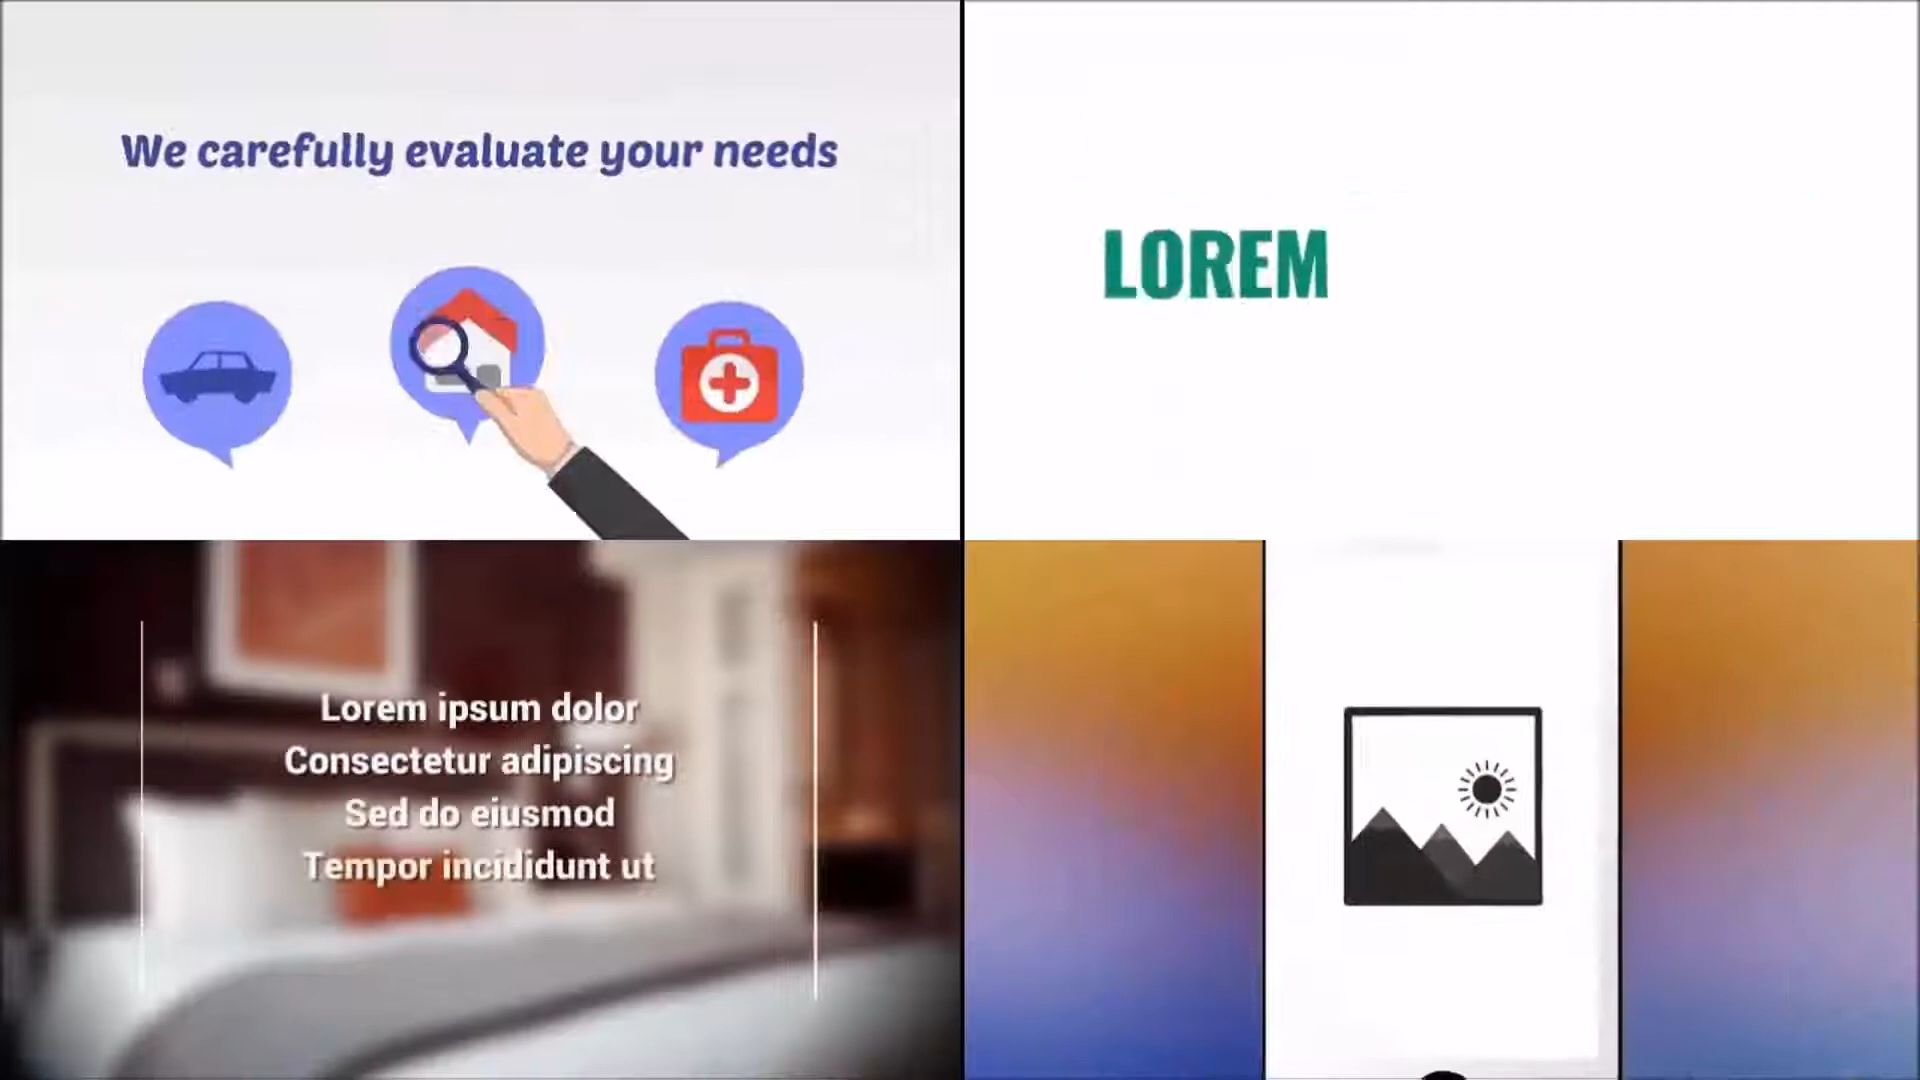 We carefully evaluate your needs
LOREM
Lorem ipsum dolor
Consectetur adipiscing
Sed do eiusmod
Tempor incididunt ut